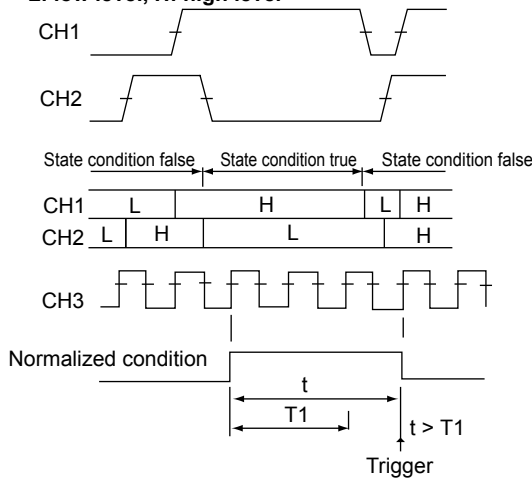 L: low level, H: high level
CH1
CH2
State condition false State condition true State condition false
CH1 L H L H
CH2 L H L H
CH3
Normalized condition
t
T1
t > T1
Trigger